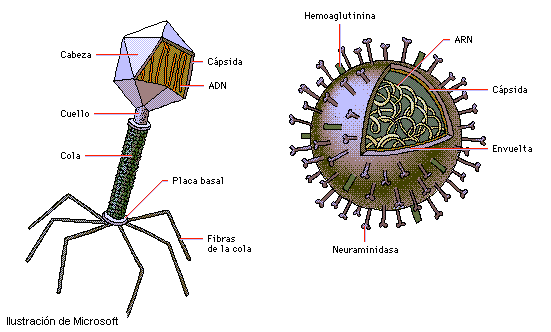 Cabeza
Cápsida
ADN
Cuello
Cola
Placa basal
Fibras
de la cola
Hemoaglutinina
ARN
Cápsida
Envuelta
Neuraminidasa
Ilustración de Microsoft